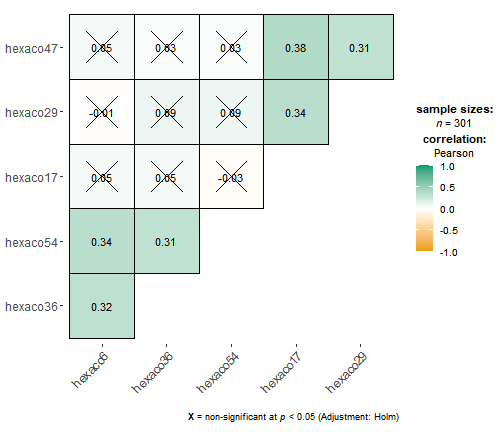 hexaco47 0.05 0.03 0.03 0.38 0.31
hexaco29 -0.01 0.09 0.09 0.34
hexaco17 0.05 0.05 -0.03
hexaco54 0.34 0.31
hexaco36 0.32
hexaco6 hexaco36 hexaco54 hexaco17 hexaco29
sample sizes:
n = 301
correlation:
Pearson
1.0
0.5
0.0
-0.5
-1.0
X = non-significant at p < 0.05 (Adjustment: Holm)